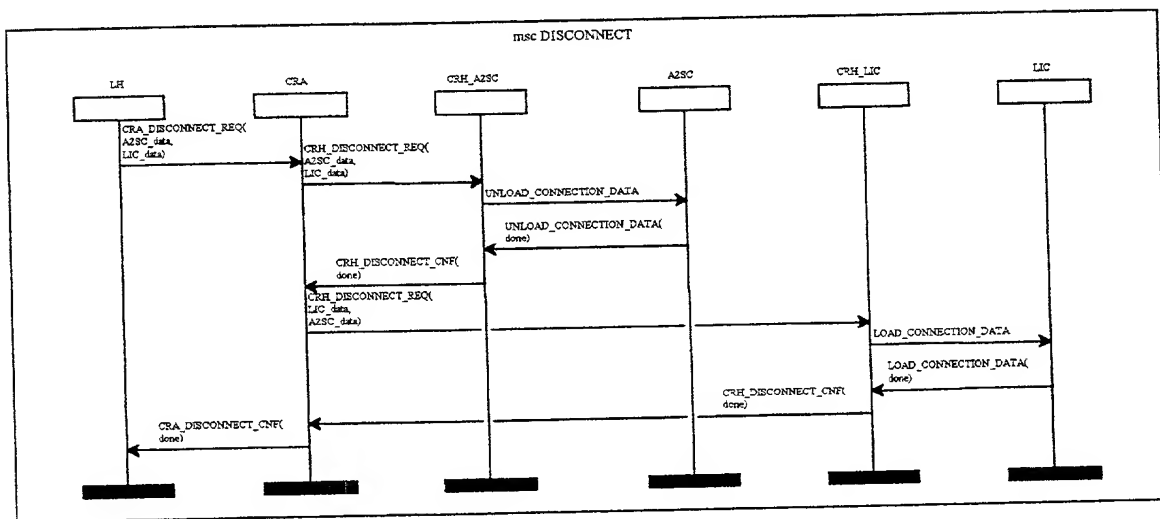 msc DISCONNECT
LH
CRA
CRH_A2SC
A2SC
CRH_LIC
LIC
CRA_DISCONNECT_REQ(
A2SC_data,
LIC_data)
CRH_DISCONNECT_REQ(
A2SC_data,
LIC_data)
UNLOAD_CONNECTION_DATA
UNLOAD_CONNECTION_DATA(
done)
CRH_DISCONNECT_CNF(
done)
CRH_DISCONNECT_REQ(
LIC_data,
A2SC_data)
LOAD_CONNECTION_DATA
LOAD_CONNECTION_DATA(
done)
CRH_DISCONNECT_CNF(
done)
CRA_DISCONNECT_CNF(
done)